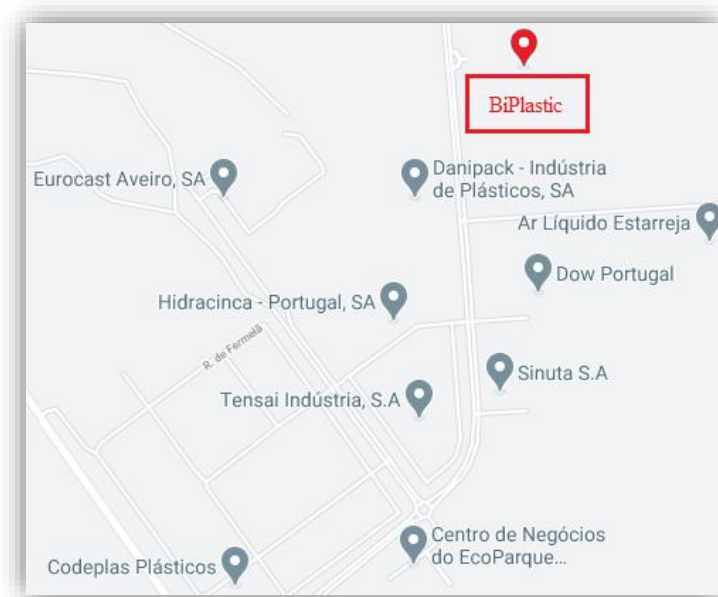 BiPlastic
Eurocast Aveiro, SA
Danipack - Indústria
de Plásticos, SA
Ar Líquido Estarreja
Dow Portugal
Hidracinca - Portugal, SA
R. de Fermelã
Sinuta S.A
Tensai Indústria, S.A
Centro de Negócios
do EcoParque...
Codeplas Plásticos